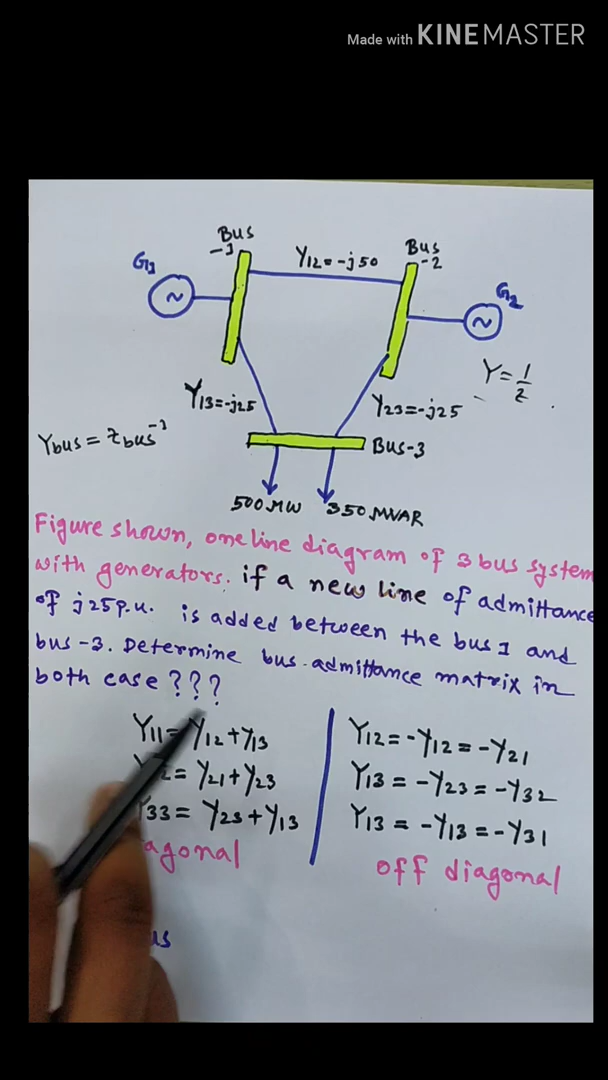 Made with KINEMASTER
Bus
-1
Bus
-2
Y12=-j50
G1
~
G2
~
Y=1/2
Y13=-j25
Y23=-j25
Ybus = Zbus⁻¹
Bus-3
500MW 350MVAR
Figure shown, one line diagram of 3 bus system
with generators. if a new line of admittance
of j25p.u. is added between the bus 1 and
bus-3. Determine bus admittance matrix in
both case ???
Y11= Y12+Y13
= Y21+Y23
Y33= Y23+Y13
agonal
Y12=-Y12=-Y21
Y13 = -Y23 = -Y32
Y13 = -Y13 = -Y31
off diagonal
us